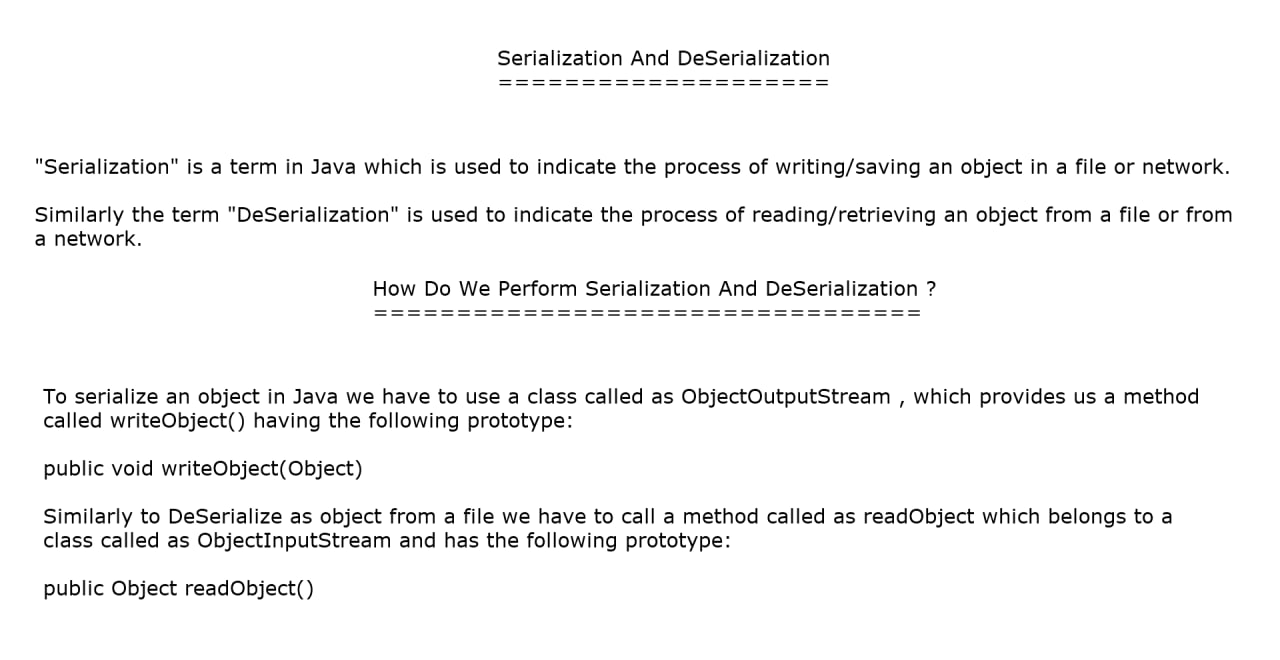 Serialization And DeSerialization
====================
"Serialization" is a term in Java which is used to indicate the process of writing/saving an object in a file or network.
Similarly the term "DeSerialization" is used to indicate the process of reading/retrieving an object from a file or from
a network.
How Do We Perform Serialization And DeSerialization ?
=================================
To serialize an object in Java we have to use a class called as ObjectOutputStream , which provides us a method
called writeObject() having the following prototype:
public void writeObject(Object)
Similarly to DeSerialize as object from a file we have to call a method called as readObject which belongs to a
class called as ObjectInputStream and has the following prototype:
public Object readObject()